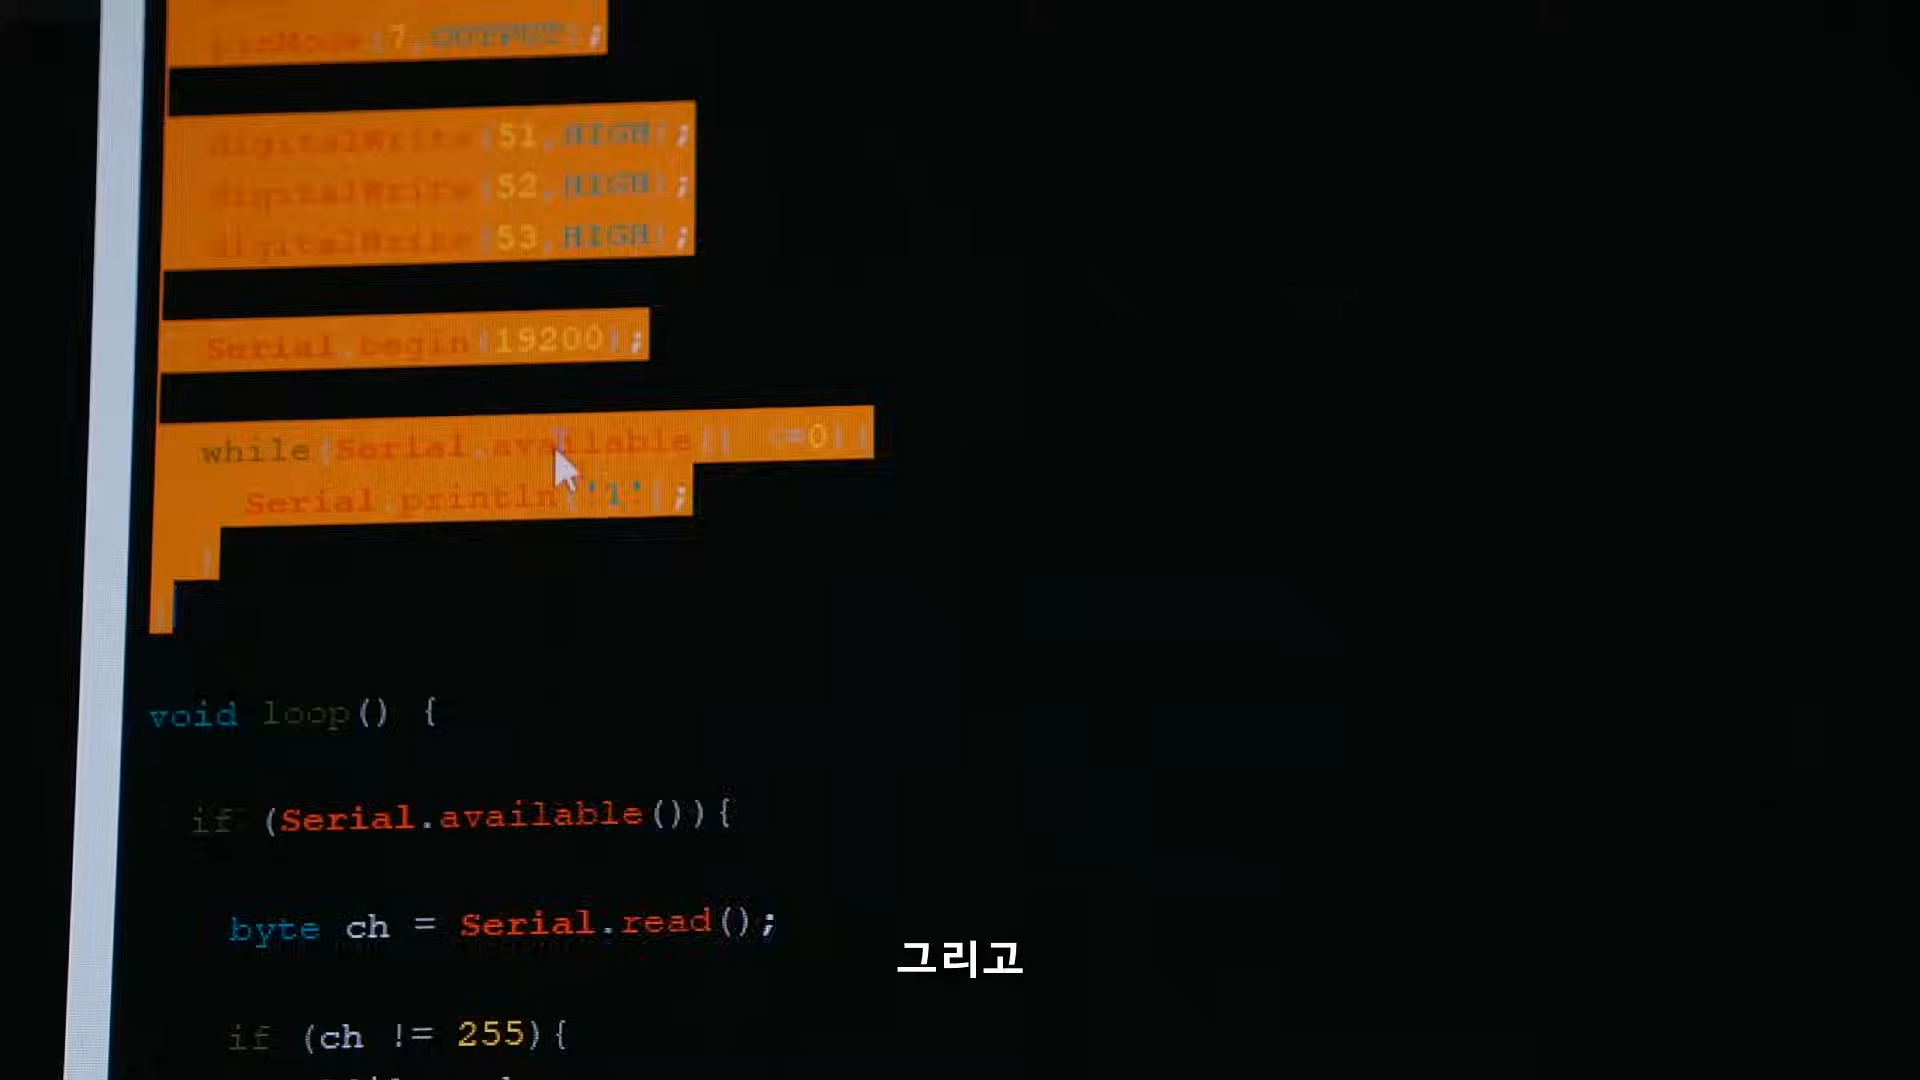 pinMode(7,OUTPUT);
digitalWrite(51,HIGH);
digitalWrite(52,HIGH);
digitalWrite(53,HIGH);
Serial.begin(19200);
while(Serial.available() <=0){
Serial.println('1');
}
}
void loop() {
if (Serial.available()){
byte ch = Serial.read();
그리고
if (ch != 255){